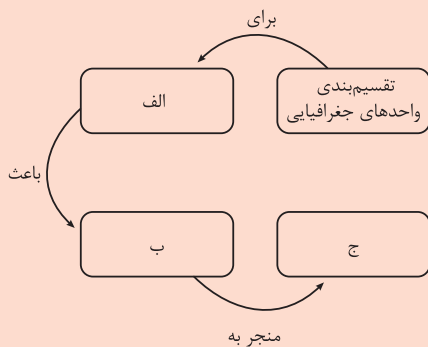 برای
تقسیم‌بندی
واحدهای جغرافیایی
الف
باعث
ب
ج
منجر به